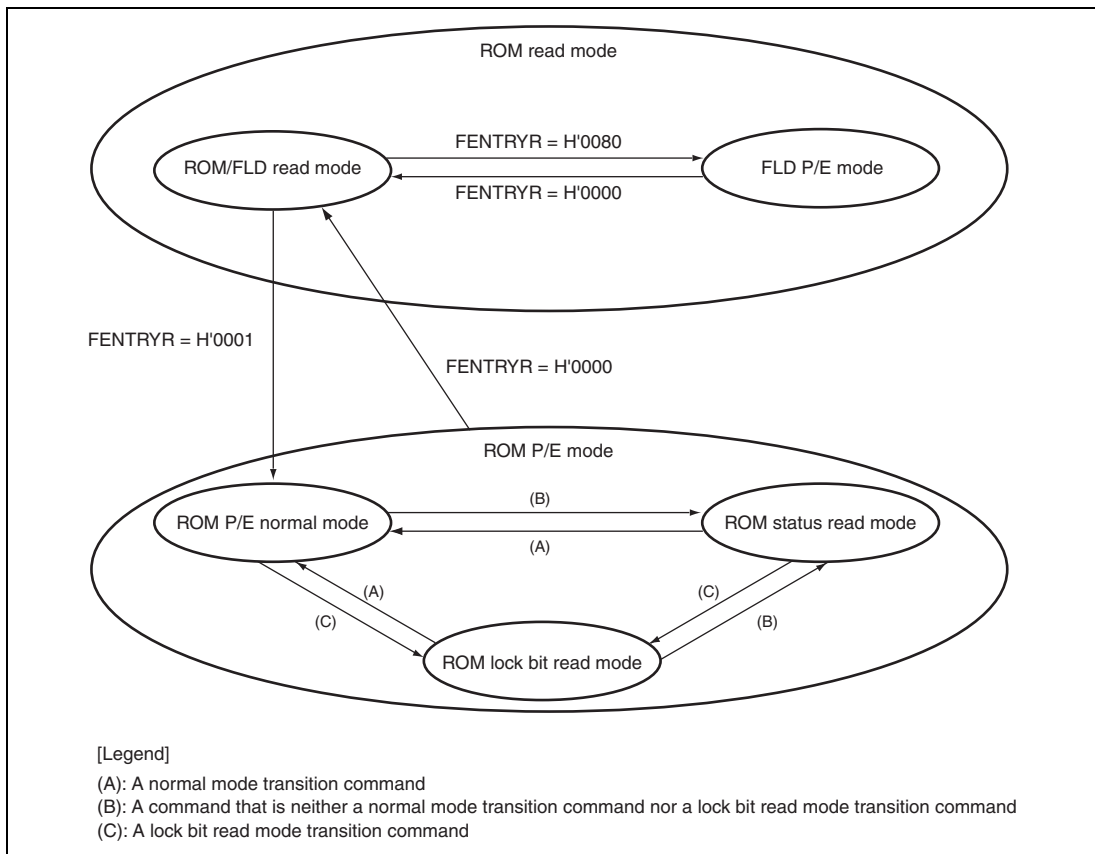 ROM read mode
FENTRYR = H'0080
ROM/FLD read mode
FLD P/E mode
FENTRYR = H'0000
FENTRYR = H'0001
FENTRYR = H'0000
ROM P/E mode
(B)
ROM P/E normal mode
ROM status read mode
(A)
(A)
(C)
(C)
(B)
ROM lock bit read mode
[Legend]
(A): A normal mode transition command
(B): A command that is neither a normal mode transition command nor a lock bit read mode transition command
(C): A lock bit read mode transition command